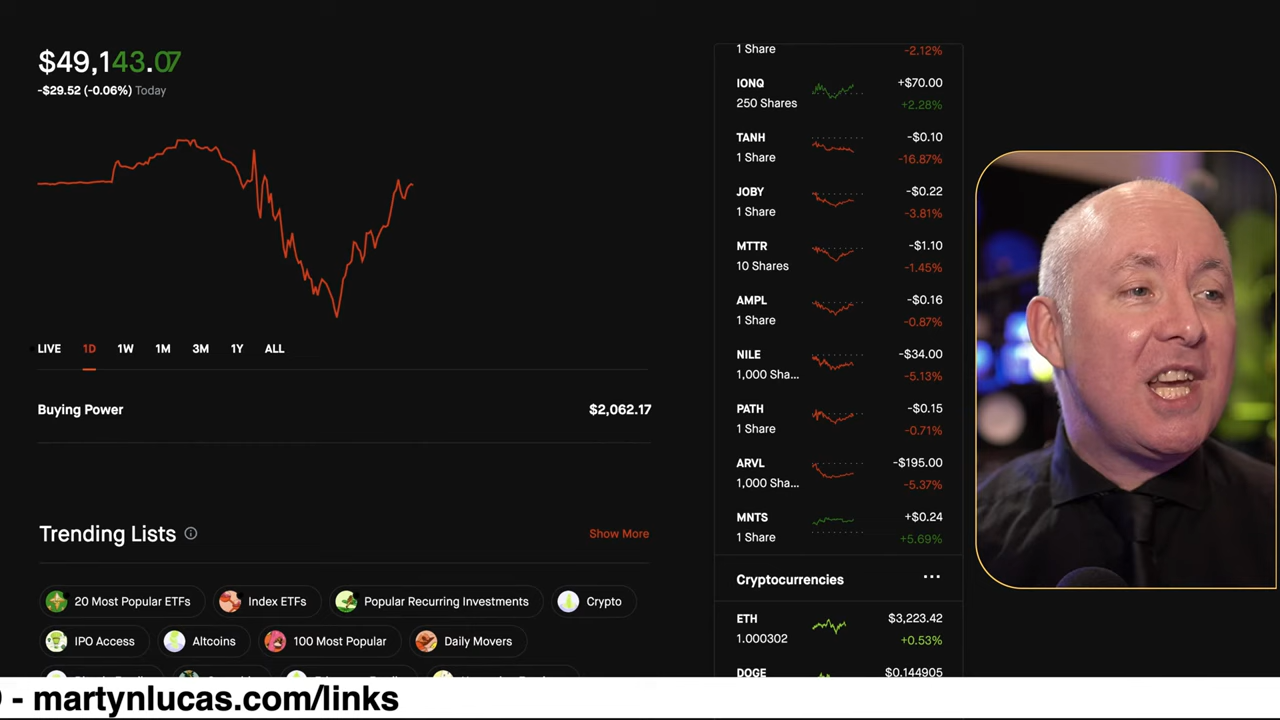 $49,143.07
-$29.52 (-0.06%) Today
LIVE 1D 1W 1M 3M 1Y ALL
Buying Power $2,062.17
Trending Lists Show More
20 Most Popular ETFs Index ETFs Popular Recurring Investments Crypto
IPO Access Altcoins 100 Most Popular Daily Movers
1 Share -2.12%
IONQ +$70.00
250 Shares +2.28%
TANH -$0.10
1 Share -16.87%
JOBY -$0.22
1 Share -3.81%
MTTR -$1.10
10 Shares -1.45%
AMPL -$0.16
1 Share -0.87%
NILE -$34.00
1,000 Sha... -5.13%
PATH -$0.15
1 Share -0.71%
ARVL -$195.00
1,000 Sha... -5.37%
MNTS +$0.24
1 Share +5.69%
Cryptocurrencies ...
ETH $3,223.42
1.000302 +0.53%
DOGE $0.144905
- martynlucas.com/links